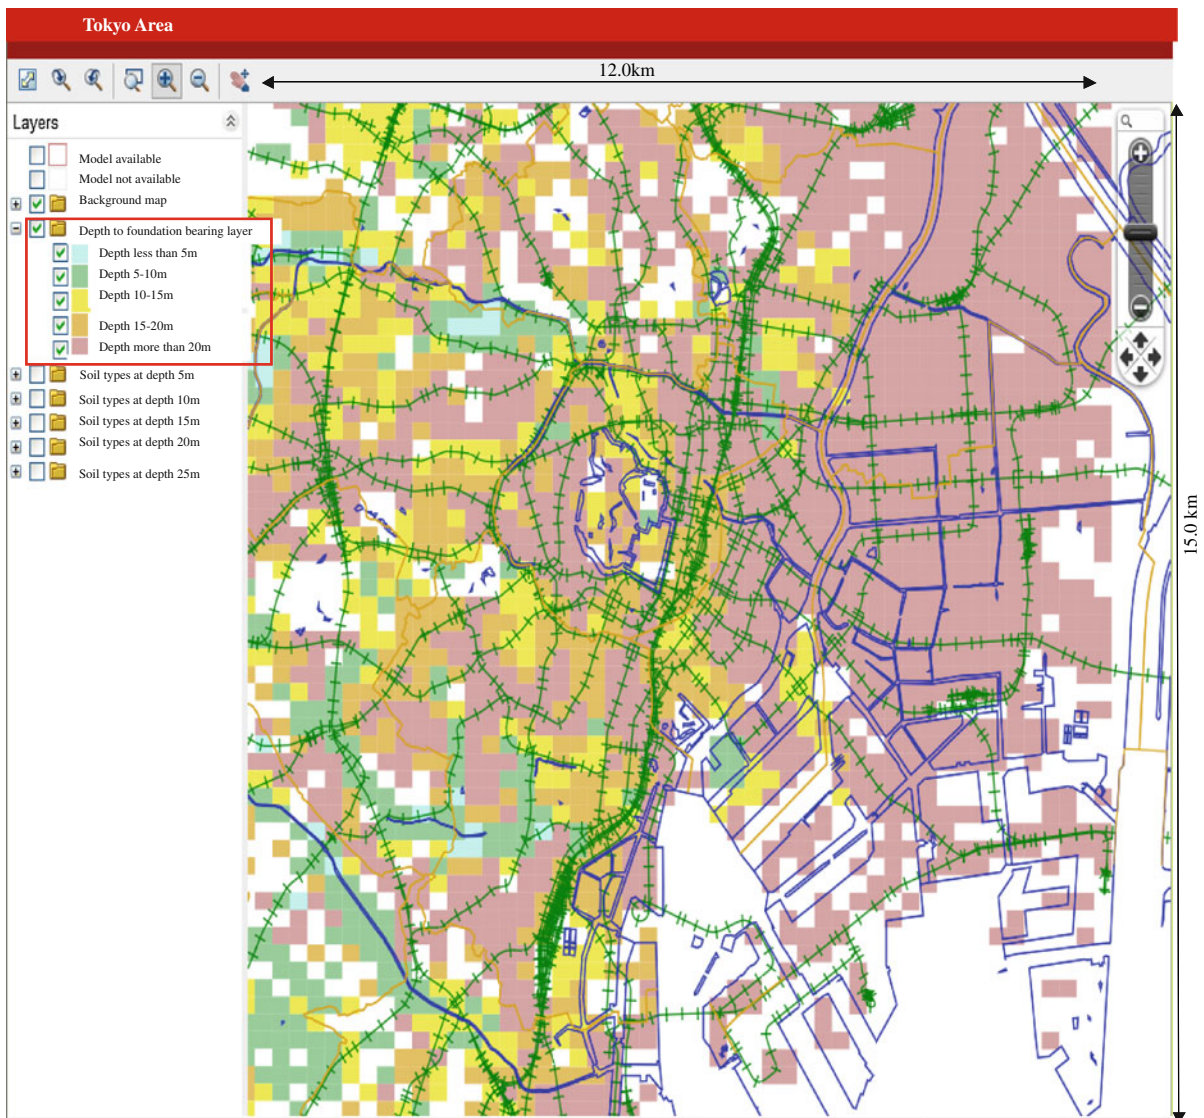 Tokyo Area
12.0km
Layers
Model available
Model not available
Background map
Depth to foundation bearing layer
Depth less than 5m
Depth 5-10m
Depth 10-15m
Depth 15-20m
Depth more than 20m
Soil types at depth 5m
Soil types at depth 10m
Soil types at depth 15m
Soil types at depth 20m
Soil types at depth 25m
15.0 km